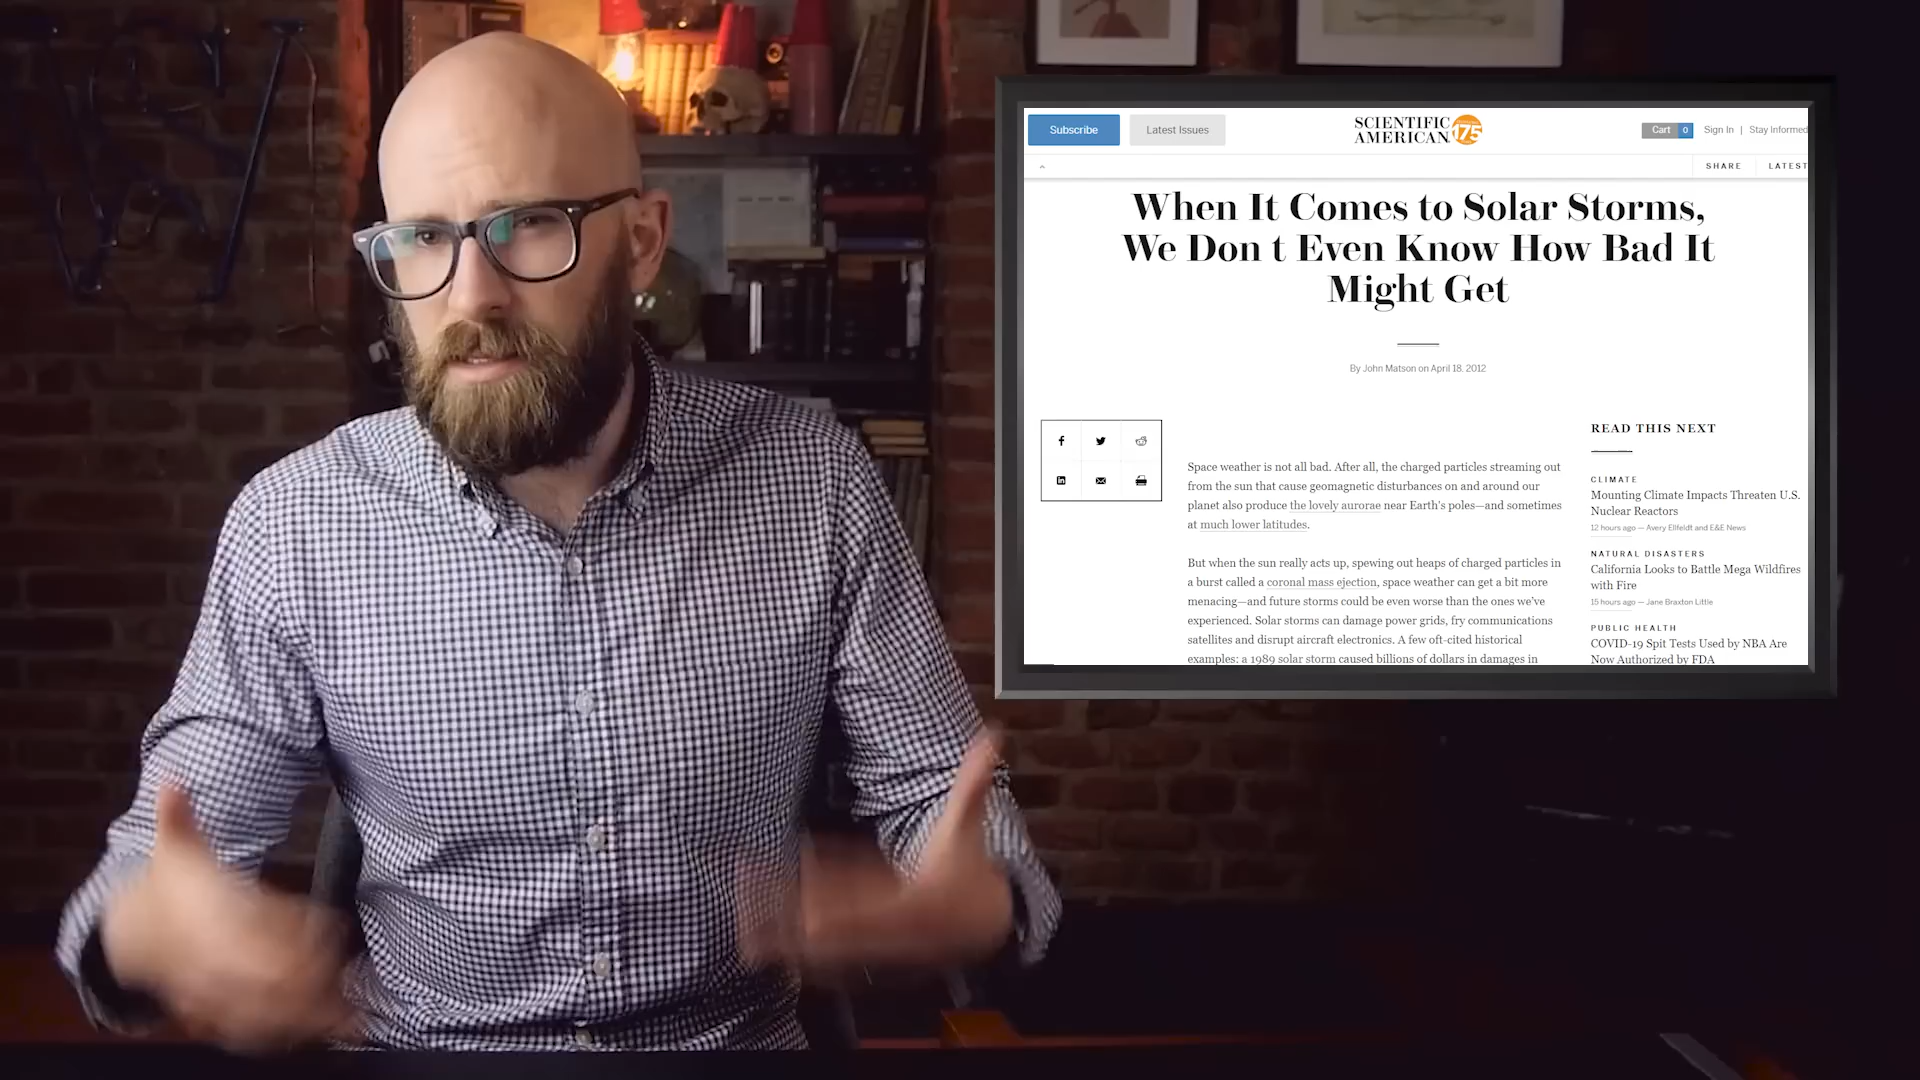 Subscribe
Latest Issues
SCIENTIFIC
AMERICAN 175
Cart 0
Sign In | Stay Informed
SHARE
LATEST
When It Comes to Solar Storms,
We Don t Even Know How Bad It
Might Get
By John Matson on April 18, 2012
Space weather is not all bad. After all, the charged particles streaming out
from the sun that cause geomagnetic disturbances on and around our
planet also produce the lovely aurorae near Earth's poles—and sometimes
at much lower latitudes.
But when the sun really acts up, spewing out heaps of charged particles in
a burst called a coronal mass ejection, space weather can get a bit more
menacing—and future storms could be even worse than the ones we've
experienced. Solar storms can damage power grids, fry communications
satellites and disrupt aircraft electronics. A few oft-cited historical
examples: a 1989 solar storm caused billions of dollars in damages in
READ THIS NEXT
CLIMATE
Mounting Climate Impacts Threaten U.S.
Nuclear Reactors
12 hours ago — Avery Ellfeldt and E&E News
NATURAL DISASTERS
California Looks to Battle Mega Wildfires
with Fire
15 hours ago — Jane Braxton Little
PUBLIC HEALTH
COVID-19 Spit Tests Used by NBA Are
Now Authorized by FDA